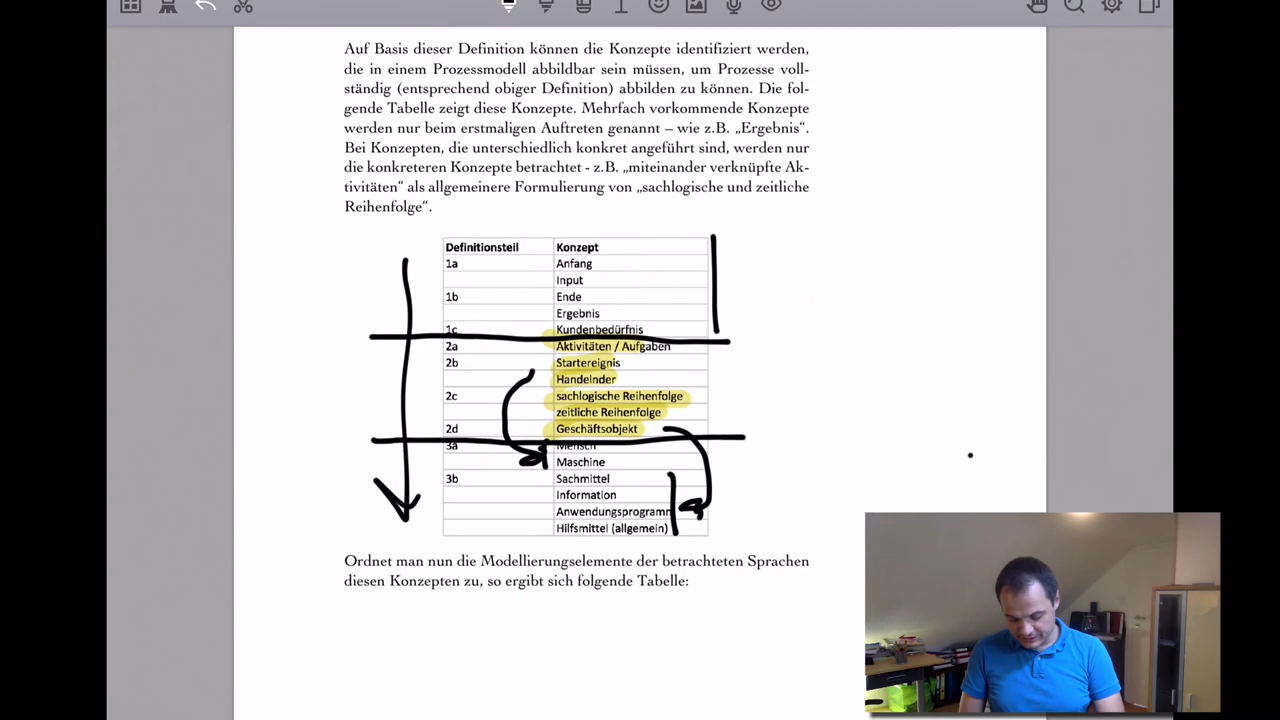 Auf Basis dieser Definition können die Konzepte identifiziert werden,
die in einem Prozessmodell abbildbar sein müssen, um Prozesse voll-
ständig (entsprechend obiger Definition) abbilden zu können. Die fol-
gende Tabelle zeigt diese Konzepte. Mehrfach vorkommende Konzepte
werden nur beim erstmaligen Auftreten genannt – wie z.B. „Ergebnis“.
Bei Konzepten, die unterschiedlich konkret angeführt sind, werden nur
die konkreteren Konzepte betrachtet - z.B. „miteinander verknüpfte Ak-
tivitäten“ als allgemeinere Formulierung von „sachlogische und zeitliche
Reihenfolge“.
Definitionsteil Konzept
1a Anfang
Input
1b Ende
Ergebnis
1c Kundenbedürfnis
2a Aktivitäten / Aufgaben
2b Startereignis
Handelnder
2c sachlogische Reihenfolge
zeitliche Reihenfolge
2d Geschäftsobjekt
3a Mensch
Maschine
3b Sachmittel
Information
Anwendungsprogramm
Hilfsmittel (allgemein)
Ordnet man nun die Modellierungselemente der betrachteten Sprachen
diesen Konzepten zu, so ergibt sich folgende Tabelle: